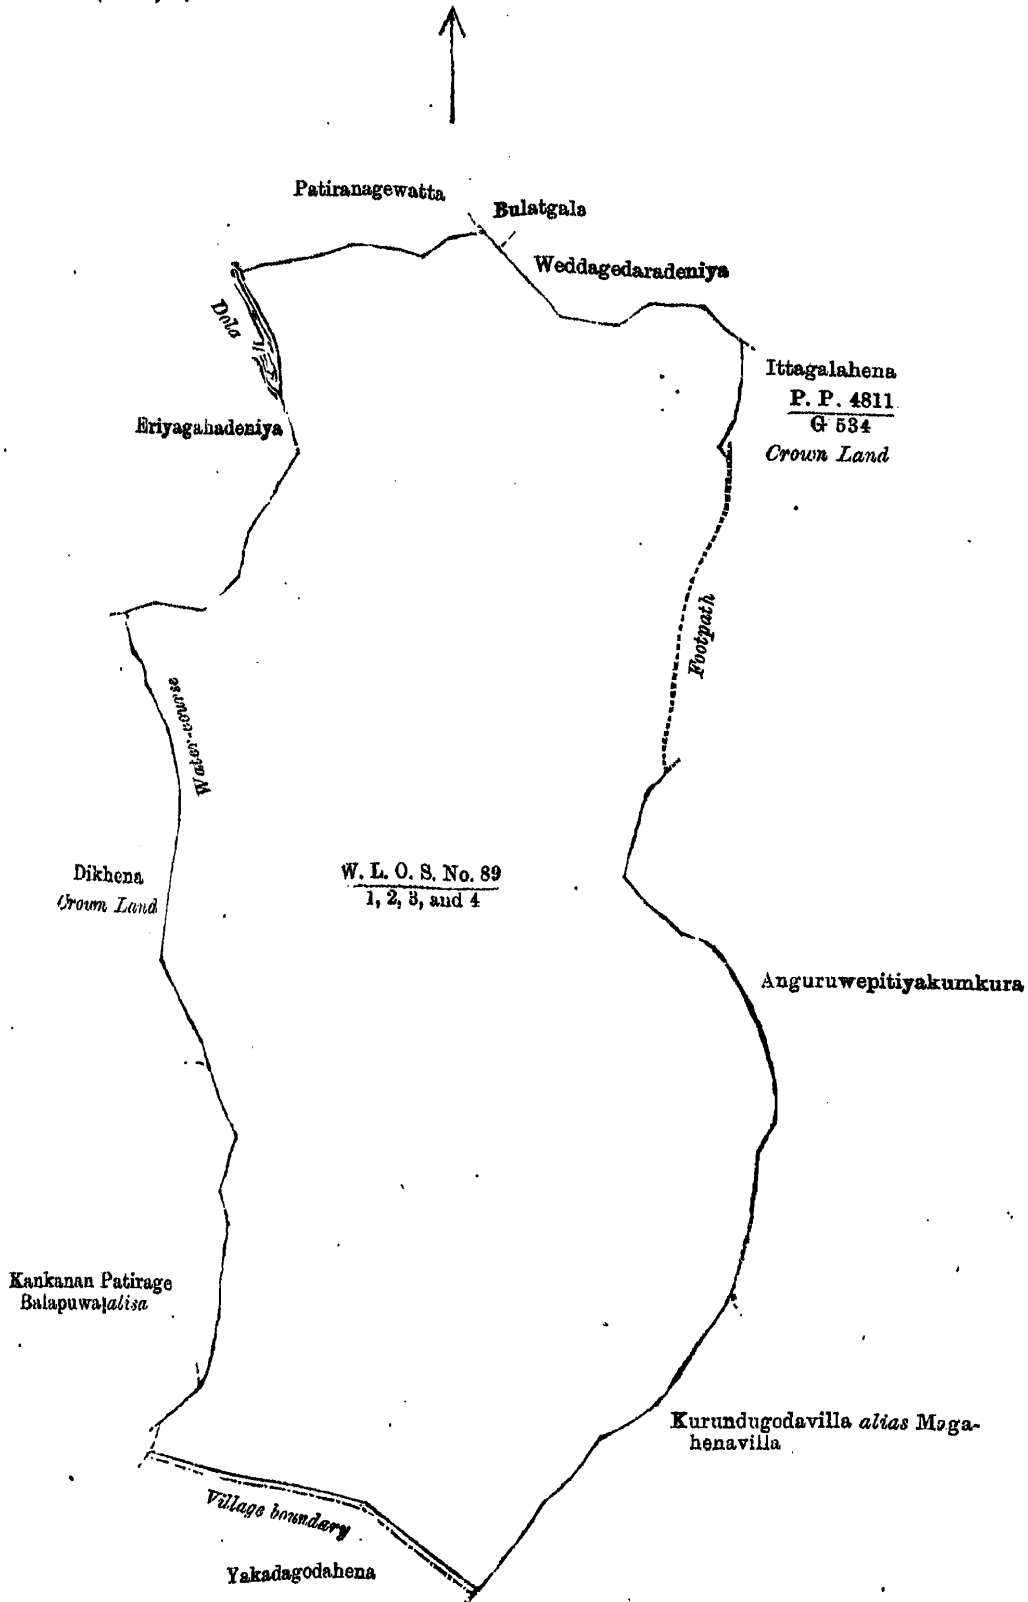 Patiranagewatta
Bulatgala
Weddagedaradeniya
Dola
Ittagalahena
P. P. 4811
G 534
Crown Land
Eriyagahadeniya
Footpath
Water-course
Dikhena
Crown Land
W. L. O. S. No. 89
1, 2, 3, and 4
Anguruwepitiyakumkura
Kankanan Patirage
Balapuwa alisa
Kurundugodavilla alias Maga-
henavilla
Village boundary
Yakadagodahena